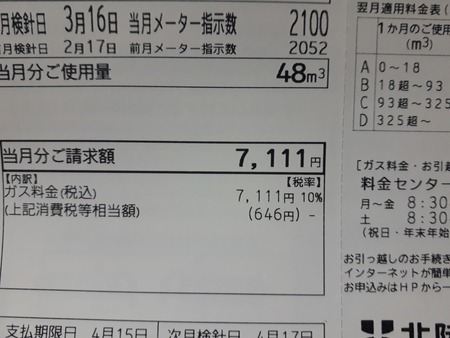 月検針日 3月16日 当月メーター指示数 2100
月検針日 2月17日 前月メーター指示数 2052
当月分ご使用量 48m³
当月分ご請求額 7,111円
【内訳】 【税率】
ガス料金(税込) 7,111円 10%
(上記消費税等相当額) (646円) -
支払期限日 4月15日 次月検針日 4月17日
翌月適用料金表(
1か月のご使用
(m³)
A 0~18
B 18超~93
C 93超~325
D 325超~
[ガス料金・お引越
料金センター
月~金 8:30
土 8:30
(祝日・年末年始
お引っ越しのお手続き
インターネットが簡単
お申込みはHPから
北陸